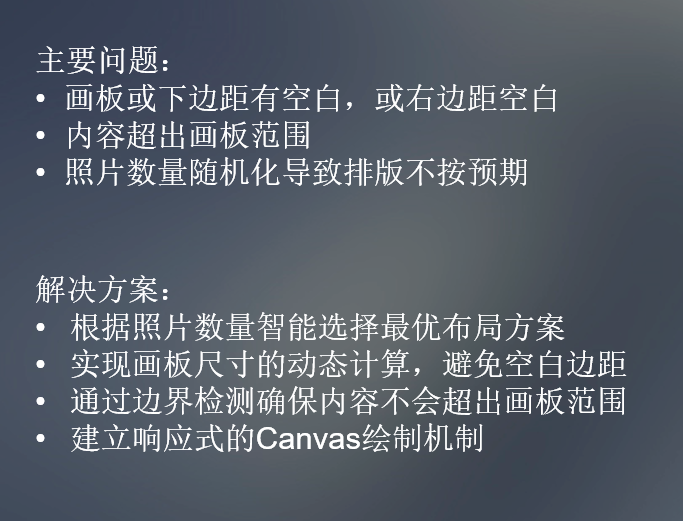 主要问题：
• 画板或下边距有空白，或右边距空白
• 内容超出画板范围
• 照片数量随机化导致排版不按预期
解决方案：
• 根据照片数量智能选择最优布局方案
• 实现画板尺寸的动态计算，避免空白边距
• 通过边界检测确保内容不会超出画板范围
• 建立响应式的Canvas绘制机制